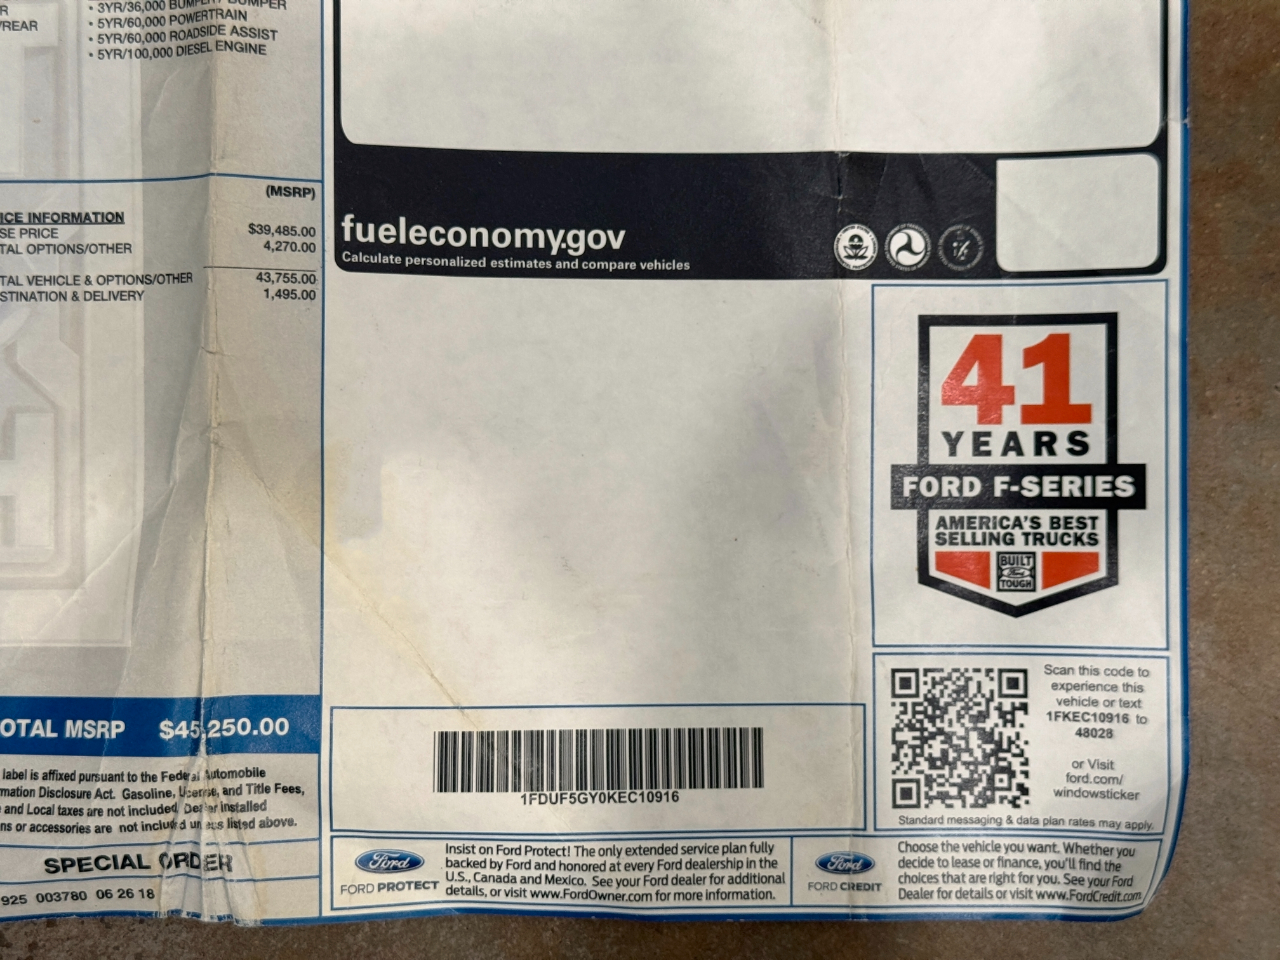 R
/REAR
• 3YR/36,000 BUMPER / BUMPER
• 5YR/60,000 POWERTRAIN
• 5YR/60,000 ROADSIDE ASSIST
• 5YR/100,000 DIESEL ENGINE
(MSRP)
ICE INFORMATION
SE PRICE $39,485.00
TAL OPTIONS/OTHER 4,270.00
TAL VEHICLE & OPTIONS/OTHER 43,755.00
STINATION & DELIVERY 1,495.00
OTAL MSRP $45,250.00
label is affixed pursuant to the Federal Automobile
mation Disclosure Act. Gasoline, License, and Title Fees,
and Local taxes are not included. Dealer installed
ns or accessories are not included unless listed above.
SPECIAL ORDER
925 003780 06 26 18
fueleconomy.gov
Calculate personalized estimates and compare vehicles
41
YEARS
FORD F-SERIES
AMERICA'S BEST
SELLING TRUCKS
BUILT
Ford
TOUGH
1FDUF5GY0KEC10916
Scan this code to
experience this
vehicle or text
1FKEC10916 to
48028
or Visit
ford.com/
windowsticker
Standard messaging & data plan rates may apply.
Ford
FORD PROTECT
Insist on Ford Protect! The only extended service plan fully
backed by Ford and honored at every Ford dealership in the
U.S., Canada and Mexico. See your Ford dealer for additional
details, or visit www.FordOwner.com for more information.
Ford
FORD CREDIT
Choose the vehicle you want. Whether you
decide to lease or finance, you'll find the
choices that are right for you. See your Ford
Dealer for details or visit www.FordCredit.com.